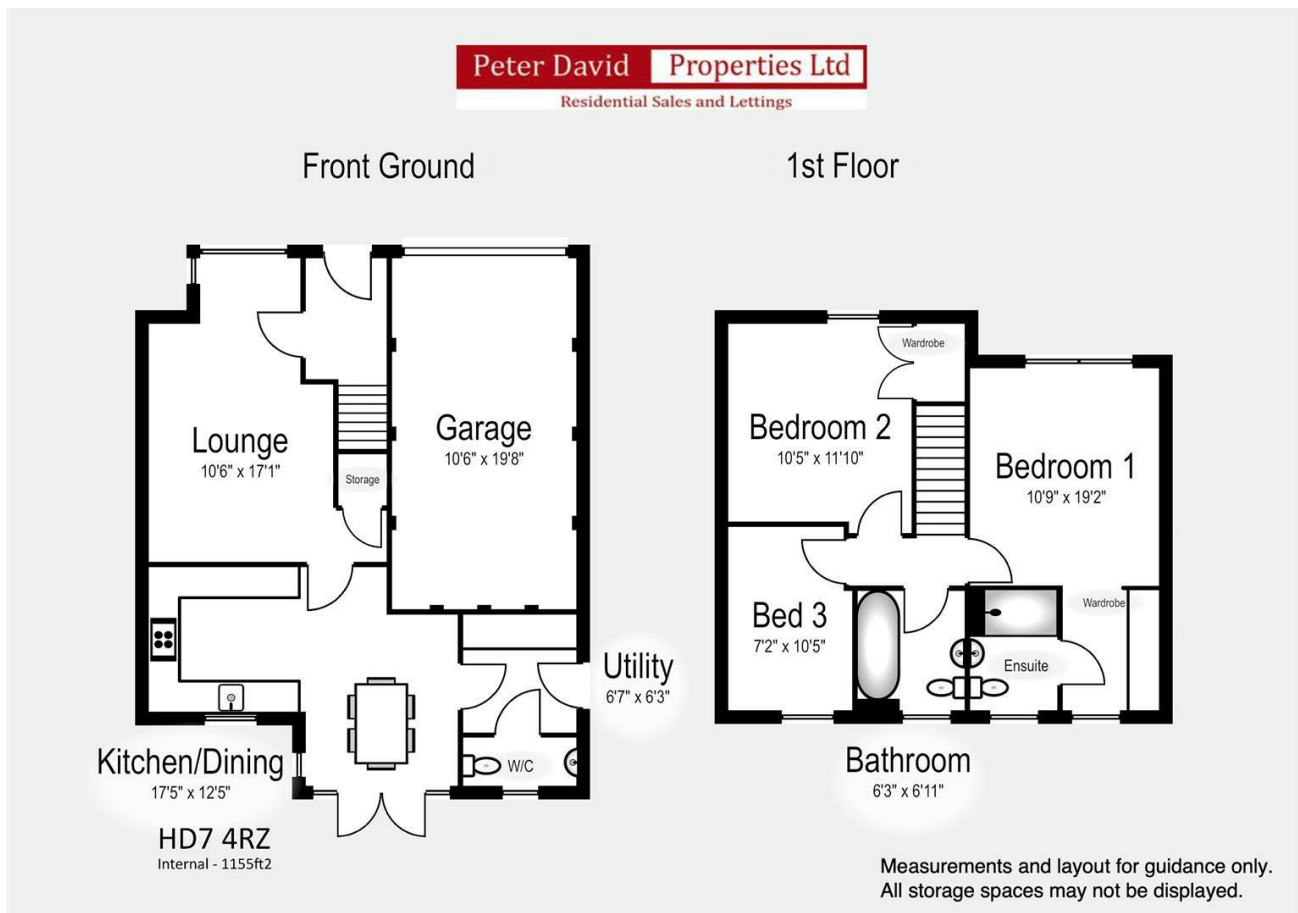 Peter David Properties Ltd
Residential Sales and Lettings
Front Ground
1st Floor
Lounge
10'6" x 17'1"
Storage
Garage
10'6" x 19'8"
Utility
6'7" x 6'3"
W/C
Kitchen/Dining
17'5" x 12'5"
HD7 4RZ
Internal - 1155ft2
Wardrobe
Bedroom 2
10'5" x 11'10"
Bedroom 1
10'9" x 19'2"
Wardrobe
Bed 3
7'2" x 10'5"
Ensuite
Bathroom
6'3" x 6'11"
Measurements and layout for guidance only.
All storage spaces may not be displayed.